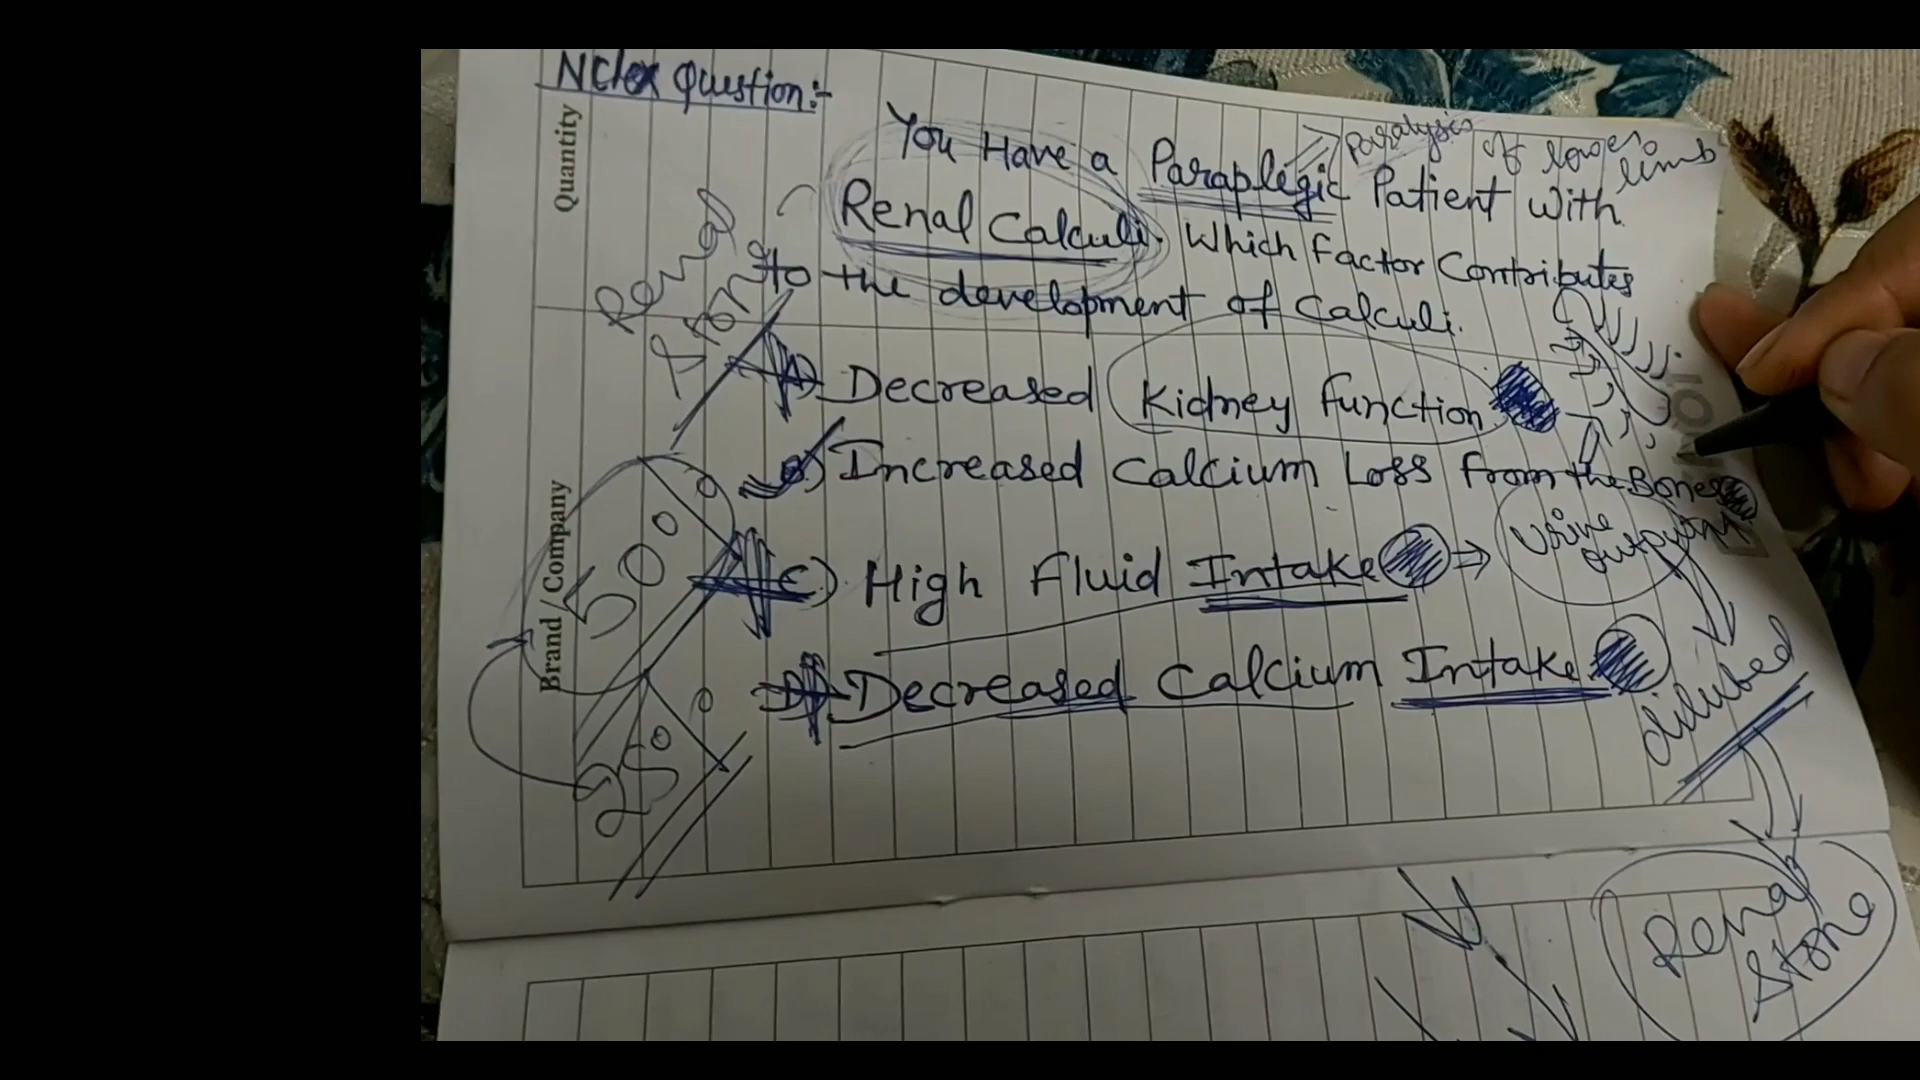 NClex Question:-
Quantity
You Have a Paraplegic Patient With
Paralysis of lower limb
Renal Calculi. Which Factor Contributes
Renal Stone
to the development of Calculi.
A) Decreased Kidney Function
B) Increased Calcium Loss from the Bones
C) High Fluid Intake ⇒ Urine output
D) Decreased Calcium Intake
diluted
Renal Stone
Brand / Company
500
250